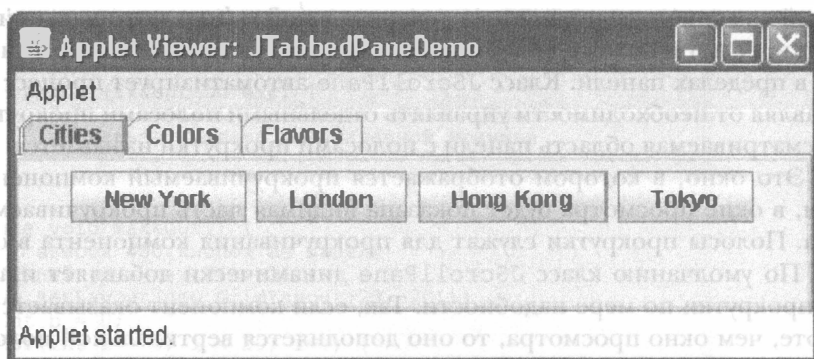 Applet Viewer: JTabbedPaneDemo
Applet
Cities Colors Flavors
New York London Hong Kong Tokyo
Applet started.